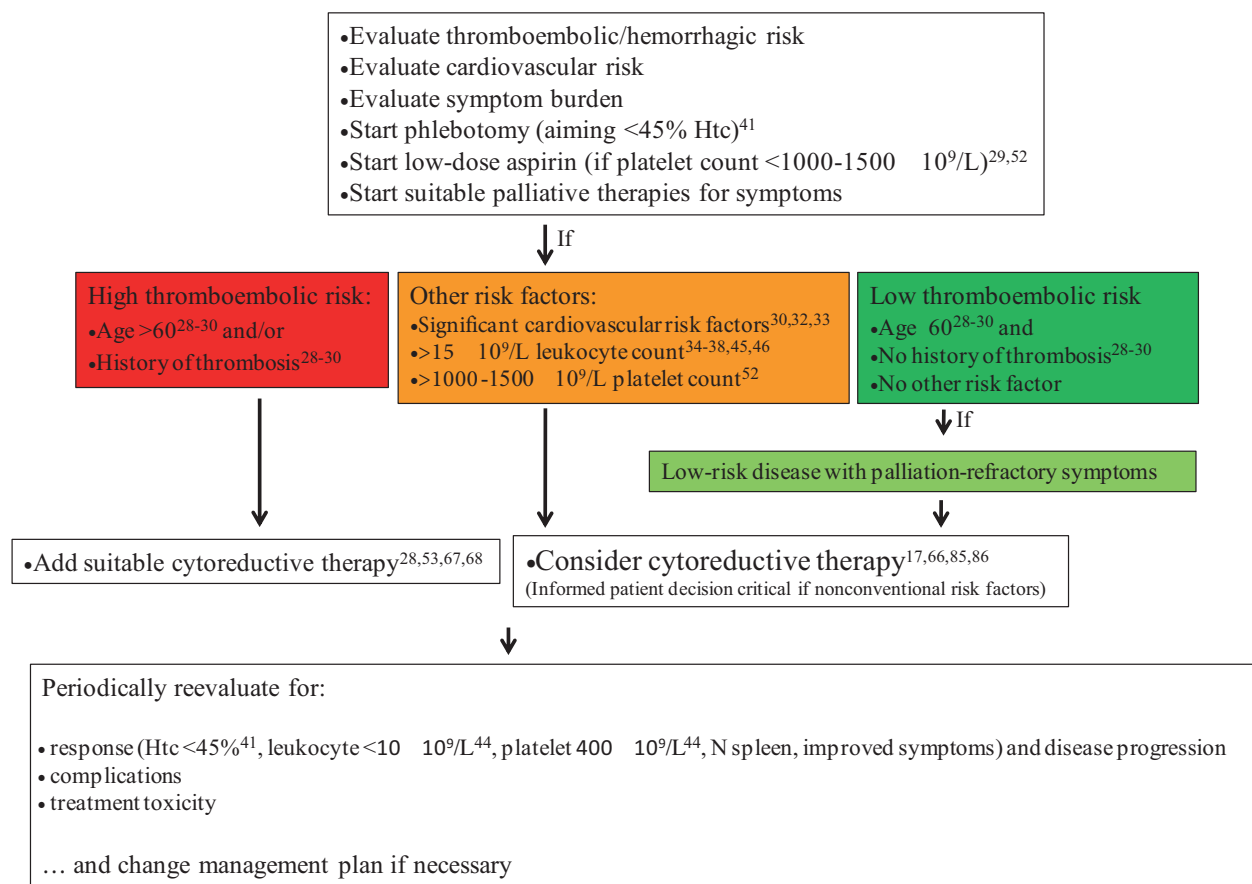 •Evaluate thromboembolic/hemorrhagic risk
•Evaluate cardiovascular risk
•Evaluate symptom burden
•Start phlebotomy (aiming <45% Htc)⁴¹
•Start low-dose aspirin (if platelet count <1000-1500 10⁹/L)²⁹,⁵²
•Start suitable palliative therapies for symptoms
If
High thromboembolic risk:
•Age >60²⁸⁻³⁰ and/or
•History of thrombosis²⁸⁻³⁰
Other risk factors:
•Significant cardiovascular risk factors³⁰,³²,³³
•>15 10⁹/L leukocyte count³⁴⁻³⁸,⁴⁵,⁴⁶
•>1000-1500 10⁹/L platelet count⁵²
Low thromboembolic risk
•Age 60²⁸⁻³⁰ and
•No history of thrombosis²⁸⁻³⁰
•No other risk factor
If
Low-risk disease with palliation-refractory symptoms
•Add suitable cytoreductive therapy²⁸,⁵³,⁶⁷,⁶⁸
•Consider cytoreductive therapy¹⁷,⁶⁶,⁸⁵,⁸⁶
(Informed patient decision critical if nonconventional risk factors)
Periodically reevaluate for:
• response (Htc <45%⁴¹, leukocyte <10 10⁹/L⁴⁴, platelet 400 10⁹/L⁴⁴, N spleen, improved symptoms) and disease progression
• complications
• treatment toxicity
… and change management plan if necessary